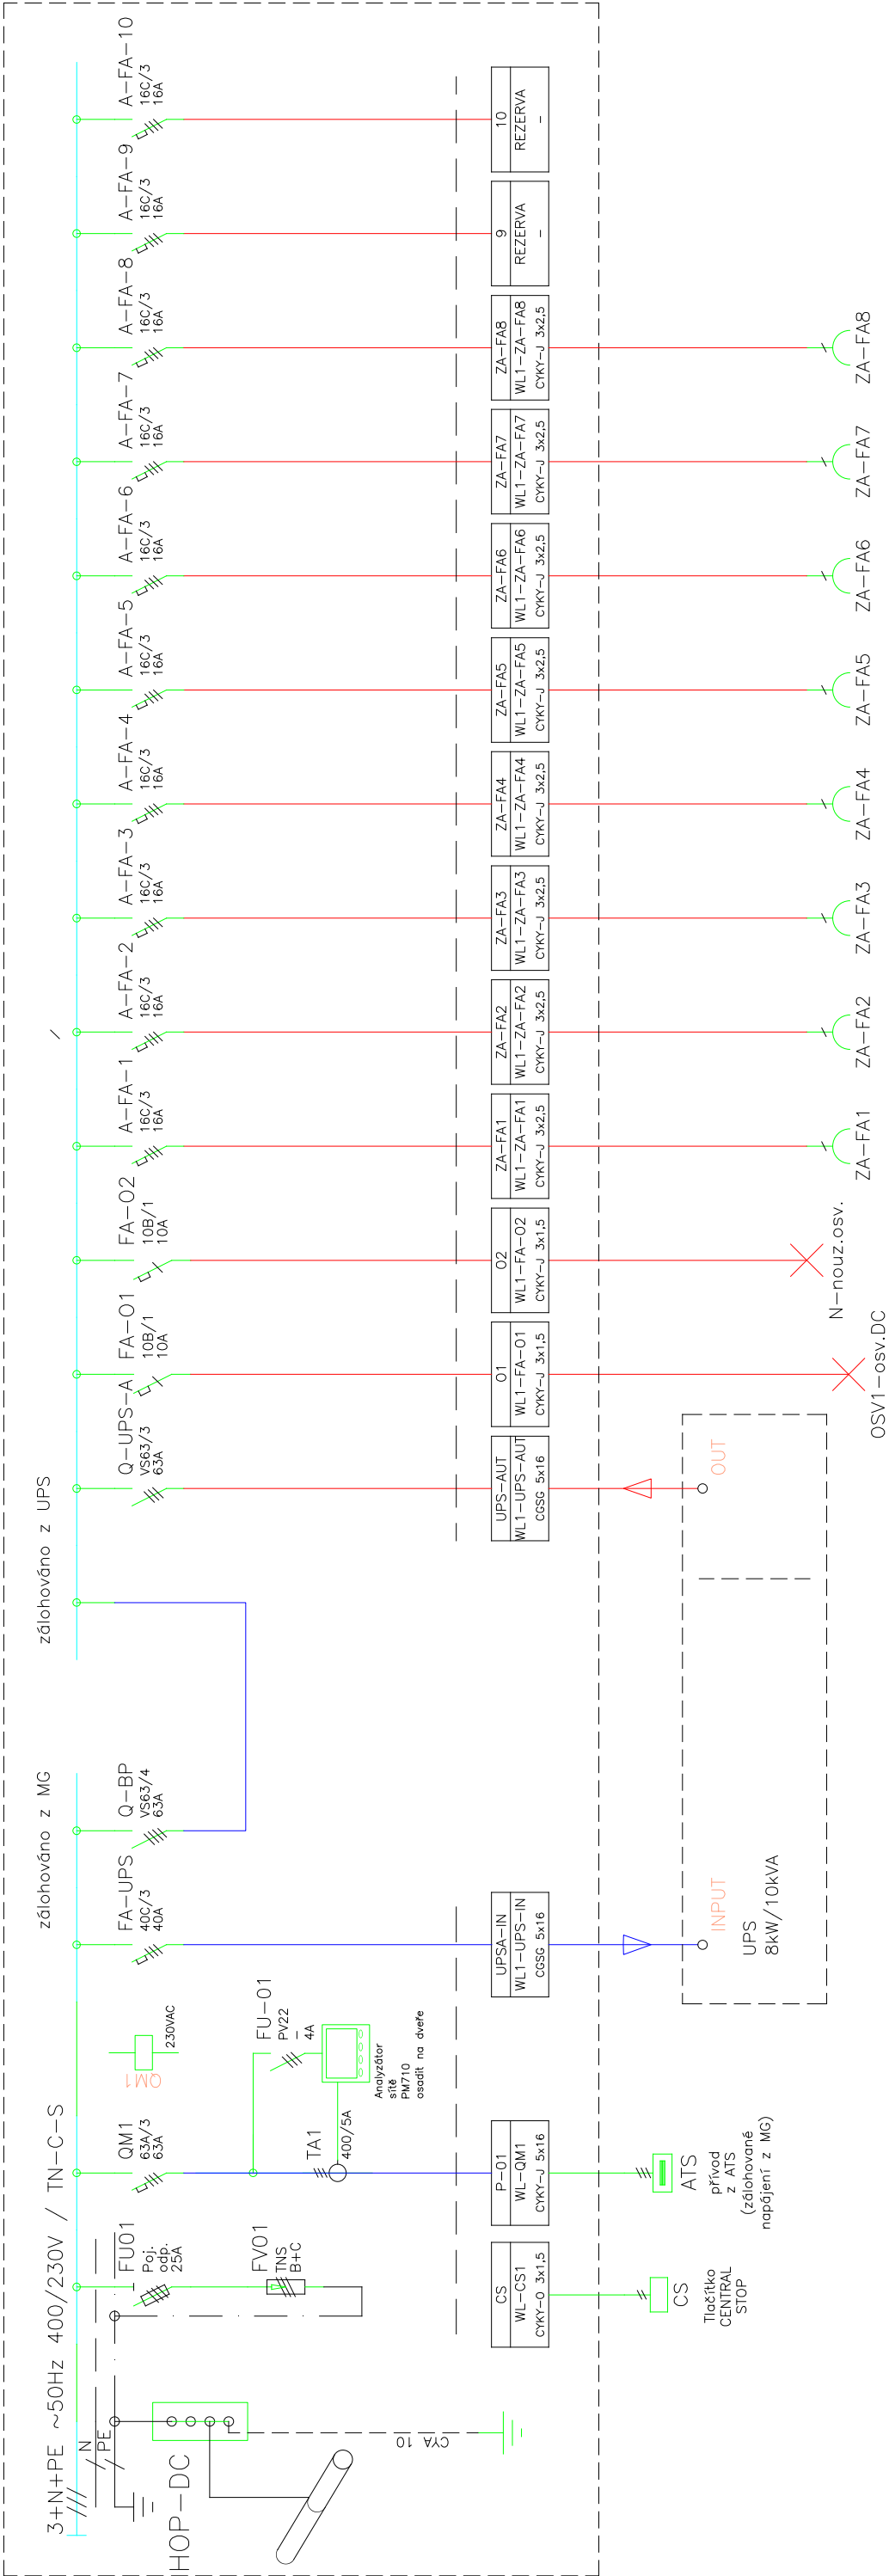 3+N+PE ~50Hz 400/230V / TN-C-S
N
PE
HOP-DC
CYA 10
FU01
Poj.
odp.
25A
FV01
TNS
B+C
QM1
63A/3
63A
QM1
230VAC
TA1
400/5A
FU-01
PV22
-
4A
Analyzátor
sítě
PM710
osadit na dveře
zálohováno z MG
FA-UPS
40C/3
40A
Q-BP
VS63/4
63A
zálohováno z UPS
Q-UPS-A
VS63/3
63A
FA-01
10B/1
10A
FA-02
10B/1
10A
A-FA-1
16C/3
16A
A-FA-2
16C/3
16A
A-FA-3
16C/3
16A
A-FA-4
16C/3
16A
A-FA-5
16C/3
16A
A-FA-6
16C/3
16A
A-FA-7
16C/3
16A
A-FA-8
16C/3
16A
A-FA-9
16C/3
16A
A-FA-10
16C/3
16A
CS
WL-CS1
CYKY-O 3x1,5
P-01
WL-QM1
CYKY-J 5x16
UPSA-IN
WL1-UPS-IN
CGSG 5x16
UPS-AUT
WL1-UPS-AUT
CGSG 5x16
01
WL1-FA-01
CYKY-J 3x1,5
02
WL1-FA-02
CYKY-J 3x1,5
ZA-FA1
WL1-ZA-FA1
CYKY-J 3x2,5
ZA-FA2
WL1-ZA-FA2
CYKY-J 3x2,5
ZA-FA3
WL1-ZA-FA3
CYKY-J 3x2,5
ZA-FA4
WL1-ZA-FA4
CYKY-J 3x2,5
ZA-FA5
WL1-ZA-FA5
CYKY-J 3x2,5
ZA-FA6
WL1-ZA-FA6
CYKY-J 3x2,5
ZA-FA7
WL1-ZA-FA7
CYKY-J 3x2,5
ZA-FA8
WL1-ZA-FA8
CYKY-J 3x2,5
9
REZERVA
-
10
REZERVA
-
CS
Tlačítko
CENTRAL
STOP
ATS
přívod
z ATS
(zálohované
napájení z MG)
INPUT
UPS
8kW/10kVA
OUT
OSV1-osv.DC
N-nouz.osv.
ZA-FA1
ZA-FA2
ZA-FA3
ZA-FA4
ZA-FA5
ZA-FA6
ZA-FA7
ZA-FA8